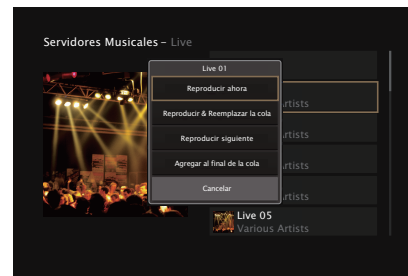 Servidores Musicales – Live
Live 01
Reproducir ahora
Reproducir & Reemplazar la cola
Reproducir siguiente
Agregar al final de la cola
Cancelar
Artists
Artists
Artists
Artists
Live 05
Various Artists